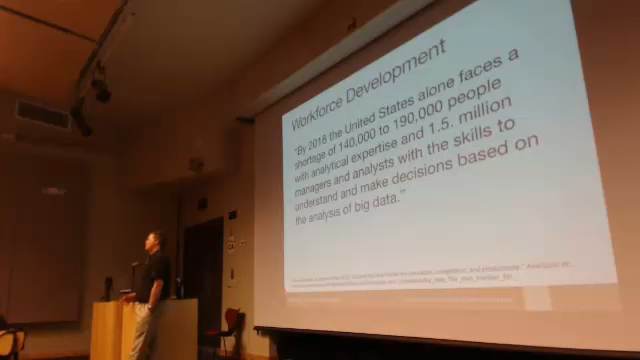 Workforce Development
"By 2018 the United States alone faces a
shortage of 140,000 to 190,000 people
with analytical expertise and 1.5. million
managers and analysts with the skills to
understand and make decisions based on
the analysis of big data."